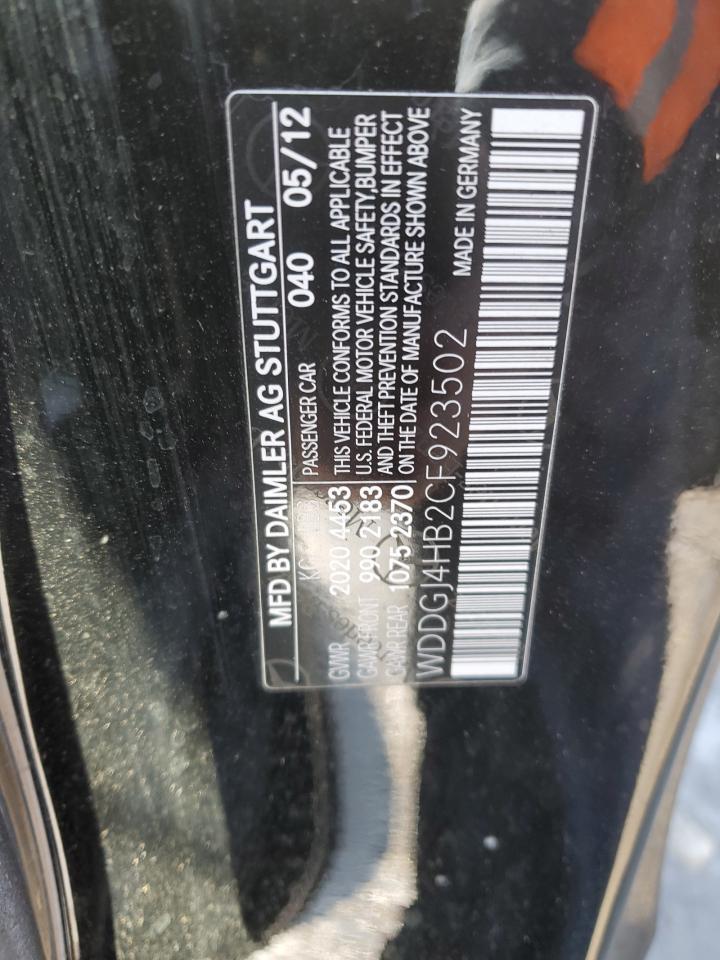 MFD BY DAIMLER AG STUTTGART
040 05/12
PASSENGER CAR
GVWR 2020 4453
GAWR FRONT 990 2183
GAWR REAR 1075 2370
THIS VEHICLE CONFORMS TO ALL APPLICABLE
U.S. FEDERAL MOTOR VEHICLE SAFETY,BUMPER
AND THEFT PREVENTION STANDARDS IN EFFECT
ON THE DATE OF MANUFACTURE SHOWN ABOVE
WDDGJ4HB2CF923502
MADE IN GERMANY